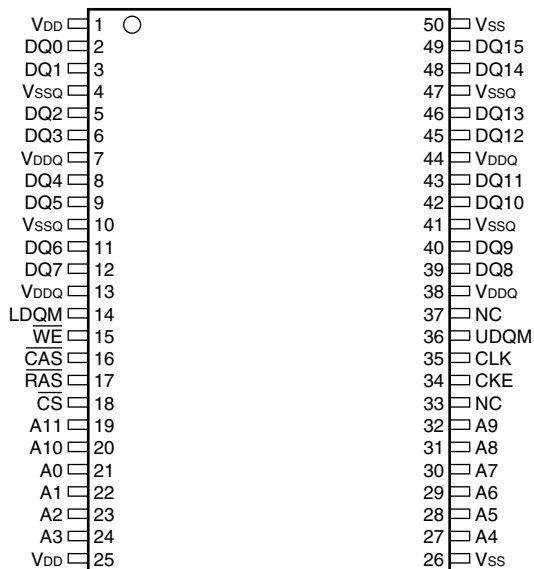 VDD 1 50 VSS
DQ0 2 49 DQ15
DQ1 3 48 DQ14
VSSQ 4 47 VSSQ
DQ2 5 46 DQ13
DQ3 6 45 DQ12
VDDQ 7 44 VDDQ
DQ4 8 43 DQ11
DQ5 9 42 DQ10
VSSQ 10 41 VSSQ
DQ6 11 40 DQ9
DQ7 12 39 DQ8
VDDQ 13 38 VDDQ
LDQM 14 37 NC
WE 15 36 UDQM
CAS 16 35 CLK
RAS 17 34 CKE
CS 18 33 NC
A11 19 32 A9
A10 20 31 A8
A0 21 30 A7
A1 22 29 A6
A2 23 28 A5
A3 24 27 A4
VDD 25 26 VSS